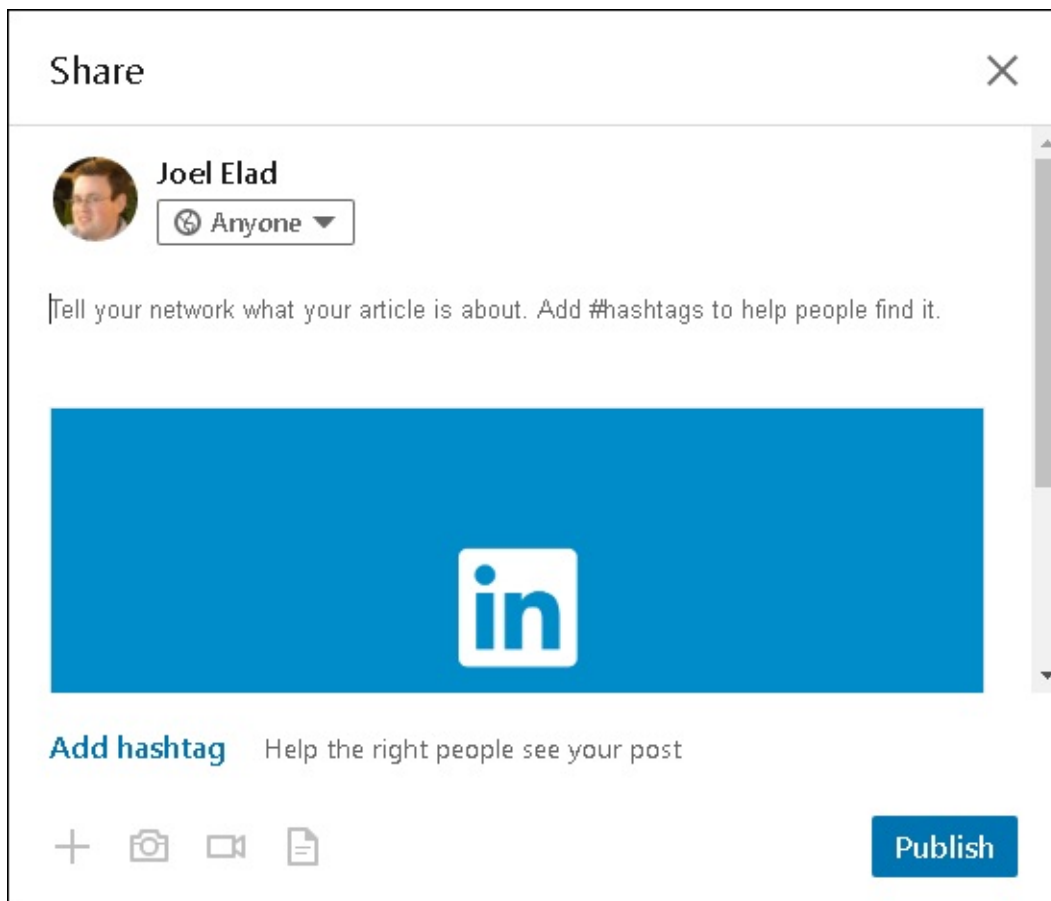 Share
Joel Elad
Anyone
Tell your network what your article is about. Add #hashtags to help people find it.
in
Add hashtag Help the right people see your post
Publish